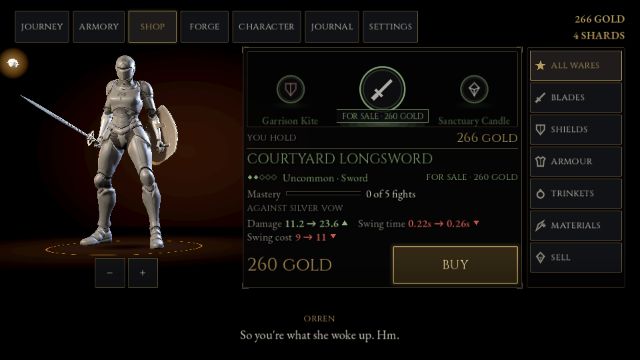 JOURNEY ARMORY SHOP FORGE CHARACTER JOURNAL SETTINGS
266 GOLD
4 SHARDS
Garrison Kite
FOR SALE · 260 GOLD
Sanctuary Candle
YOU HOLD 266 GOLD
COURTYARD LONGSWORD
Uncommon · Sword FOR SALE · 260 GOLD
Mastery 0 of 5 fights
AGAINST SILVER VOW
Damage 11.2 → 23.6 ▲ Swing time 0.22s → 0.26s ▼
Swing cost 9 → 11 ▼
260 GOLD BUY
ALL WARES
BLADES
SHIELDS
ARMOUR
TRINKETS
MATERIALS
SELL
− +
ORREN
So you're what she woke up. Hm.